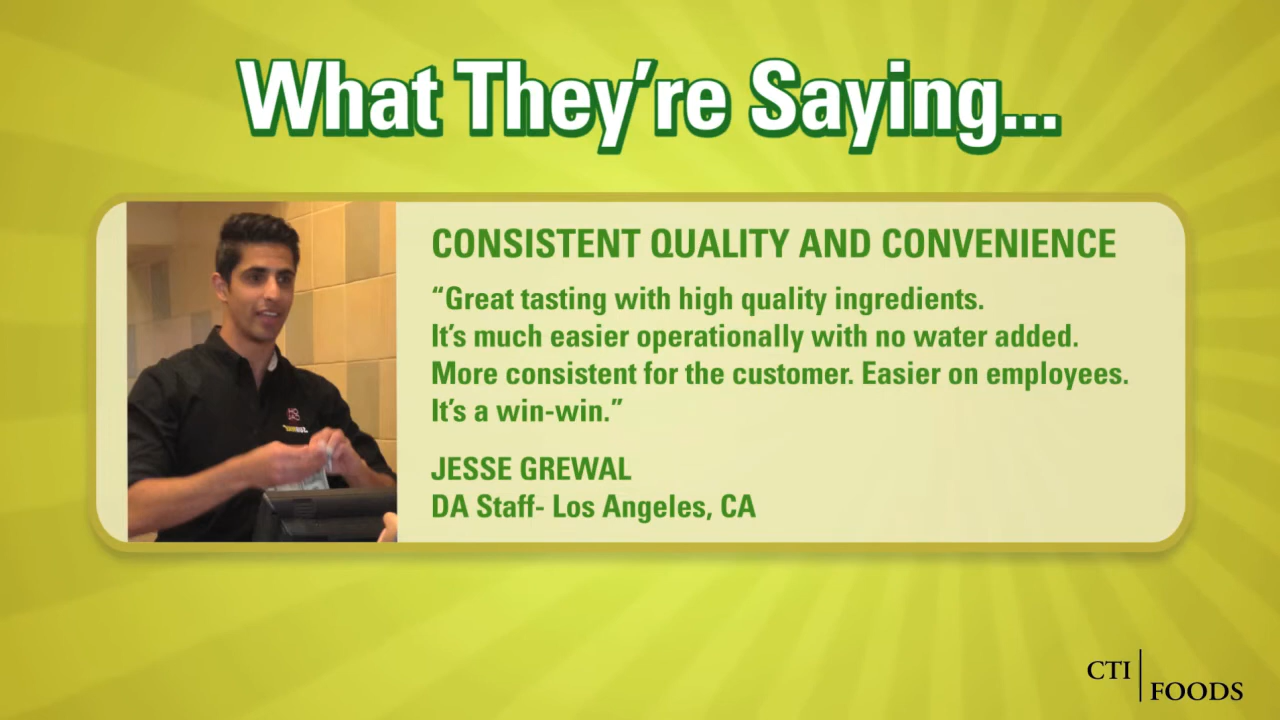 What They’re Saying...
CONSISTENT QUALITY AND CONVENIENCE
“Great tasting with high quality ingredients.
It’s much easier operationally with no water added.
More consistent for the customer. Easier on employees.
It’s a win-win.”
JESSE GREWAL
DA Staff- Los Angeles, CA
CTI
FOODS